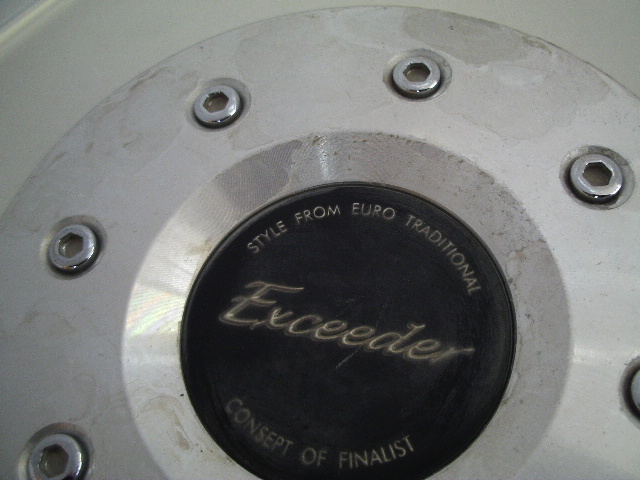 STYLE FROM EURO TRADITIONAL
Exceeder
CONSEPT OF FINALIST